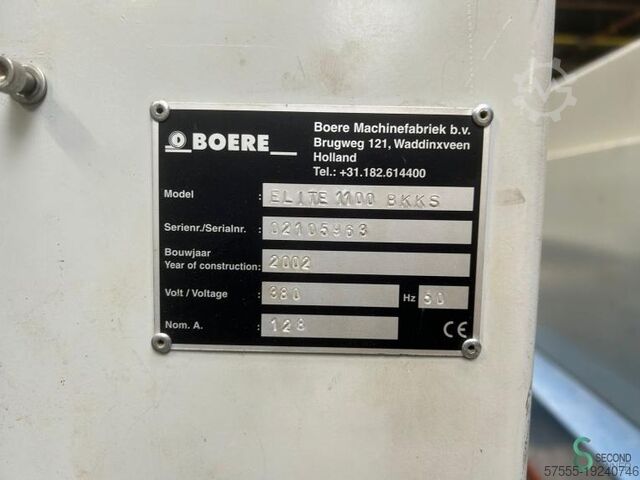 BOERE
Boere Machinefabriek b.v.
Brugweg 121, Waddinxveen
Holland
Tel.: +31.182.614400
Model : ELITE 1100 BKKS
Serienr./Serialnr. : 02105963
Bouwjaar
Year of construction: 2002
Volt / Voltage : 380 Hz 50
Nom. A. : 128
CE
S SECOND
57555-19240746